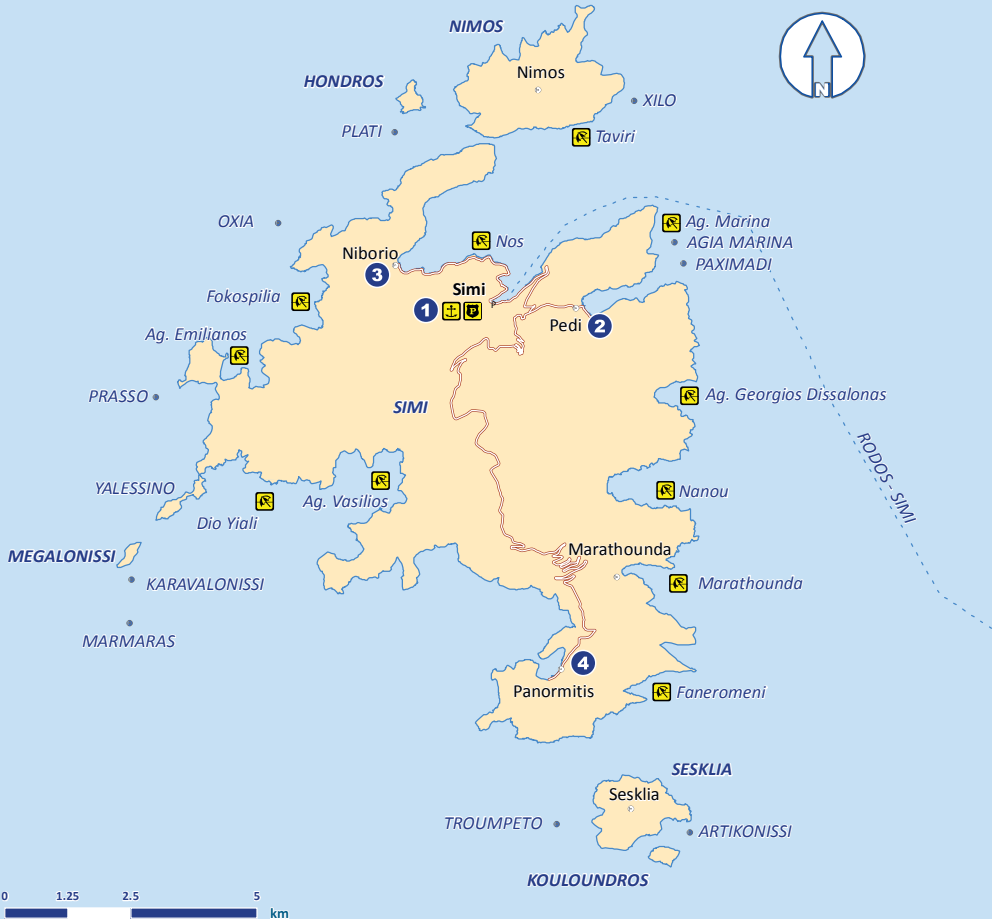 NIMOS
Nimos
HONDROS
XILO
PLATI
Taviri
OXIA
Ag. Marina
Nos
AGIA MARINA
Niborio
PAXIMADI
3
Simi
Fokospilia
1
P
Pedi
2
Ag. Emilianos
PRASSO
Ag. Georgios Dissalonas
SIMI
RODOS - SIMI
YALESSINO
Nanou
Ag. Vasilios
Dio Yiali
Marathounda
MEGALONISSI
KARAVALONISSI
Marathounda
MARMARAS
4
Panormitis
Faneromeni
SESKLIA
Sesklia
TROUMPETO
ARTIKONISSI
KOULOUNDROS
0 1.25 2.5 5
km
N